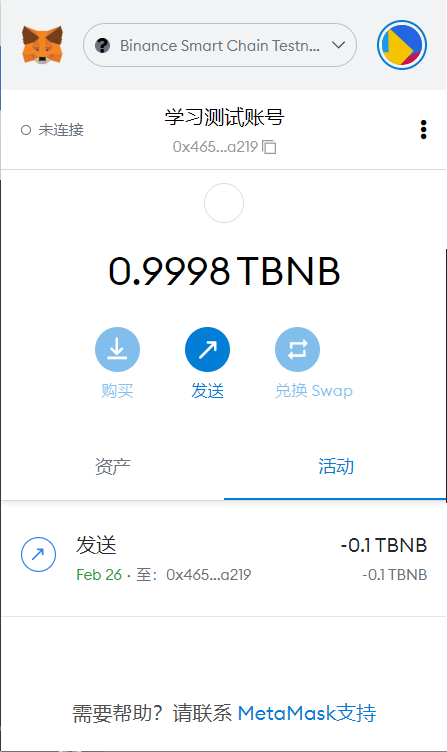 Binance Smart Chain Testn...
未连接
学习测试账号
0x465...a219
0.9998 TBNB
购买
发送
兑换 Swap
资产
活动
发送
-0.1 TBNB
Feb 26 · 至: 0x465...a219
-0.1 TBNB
需要帮助？请联系 MetaMask支持